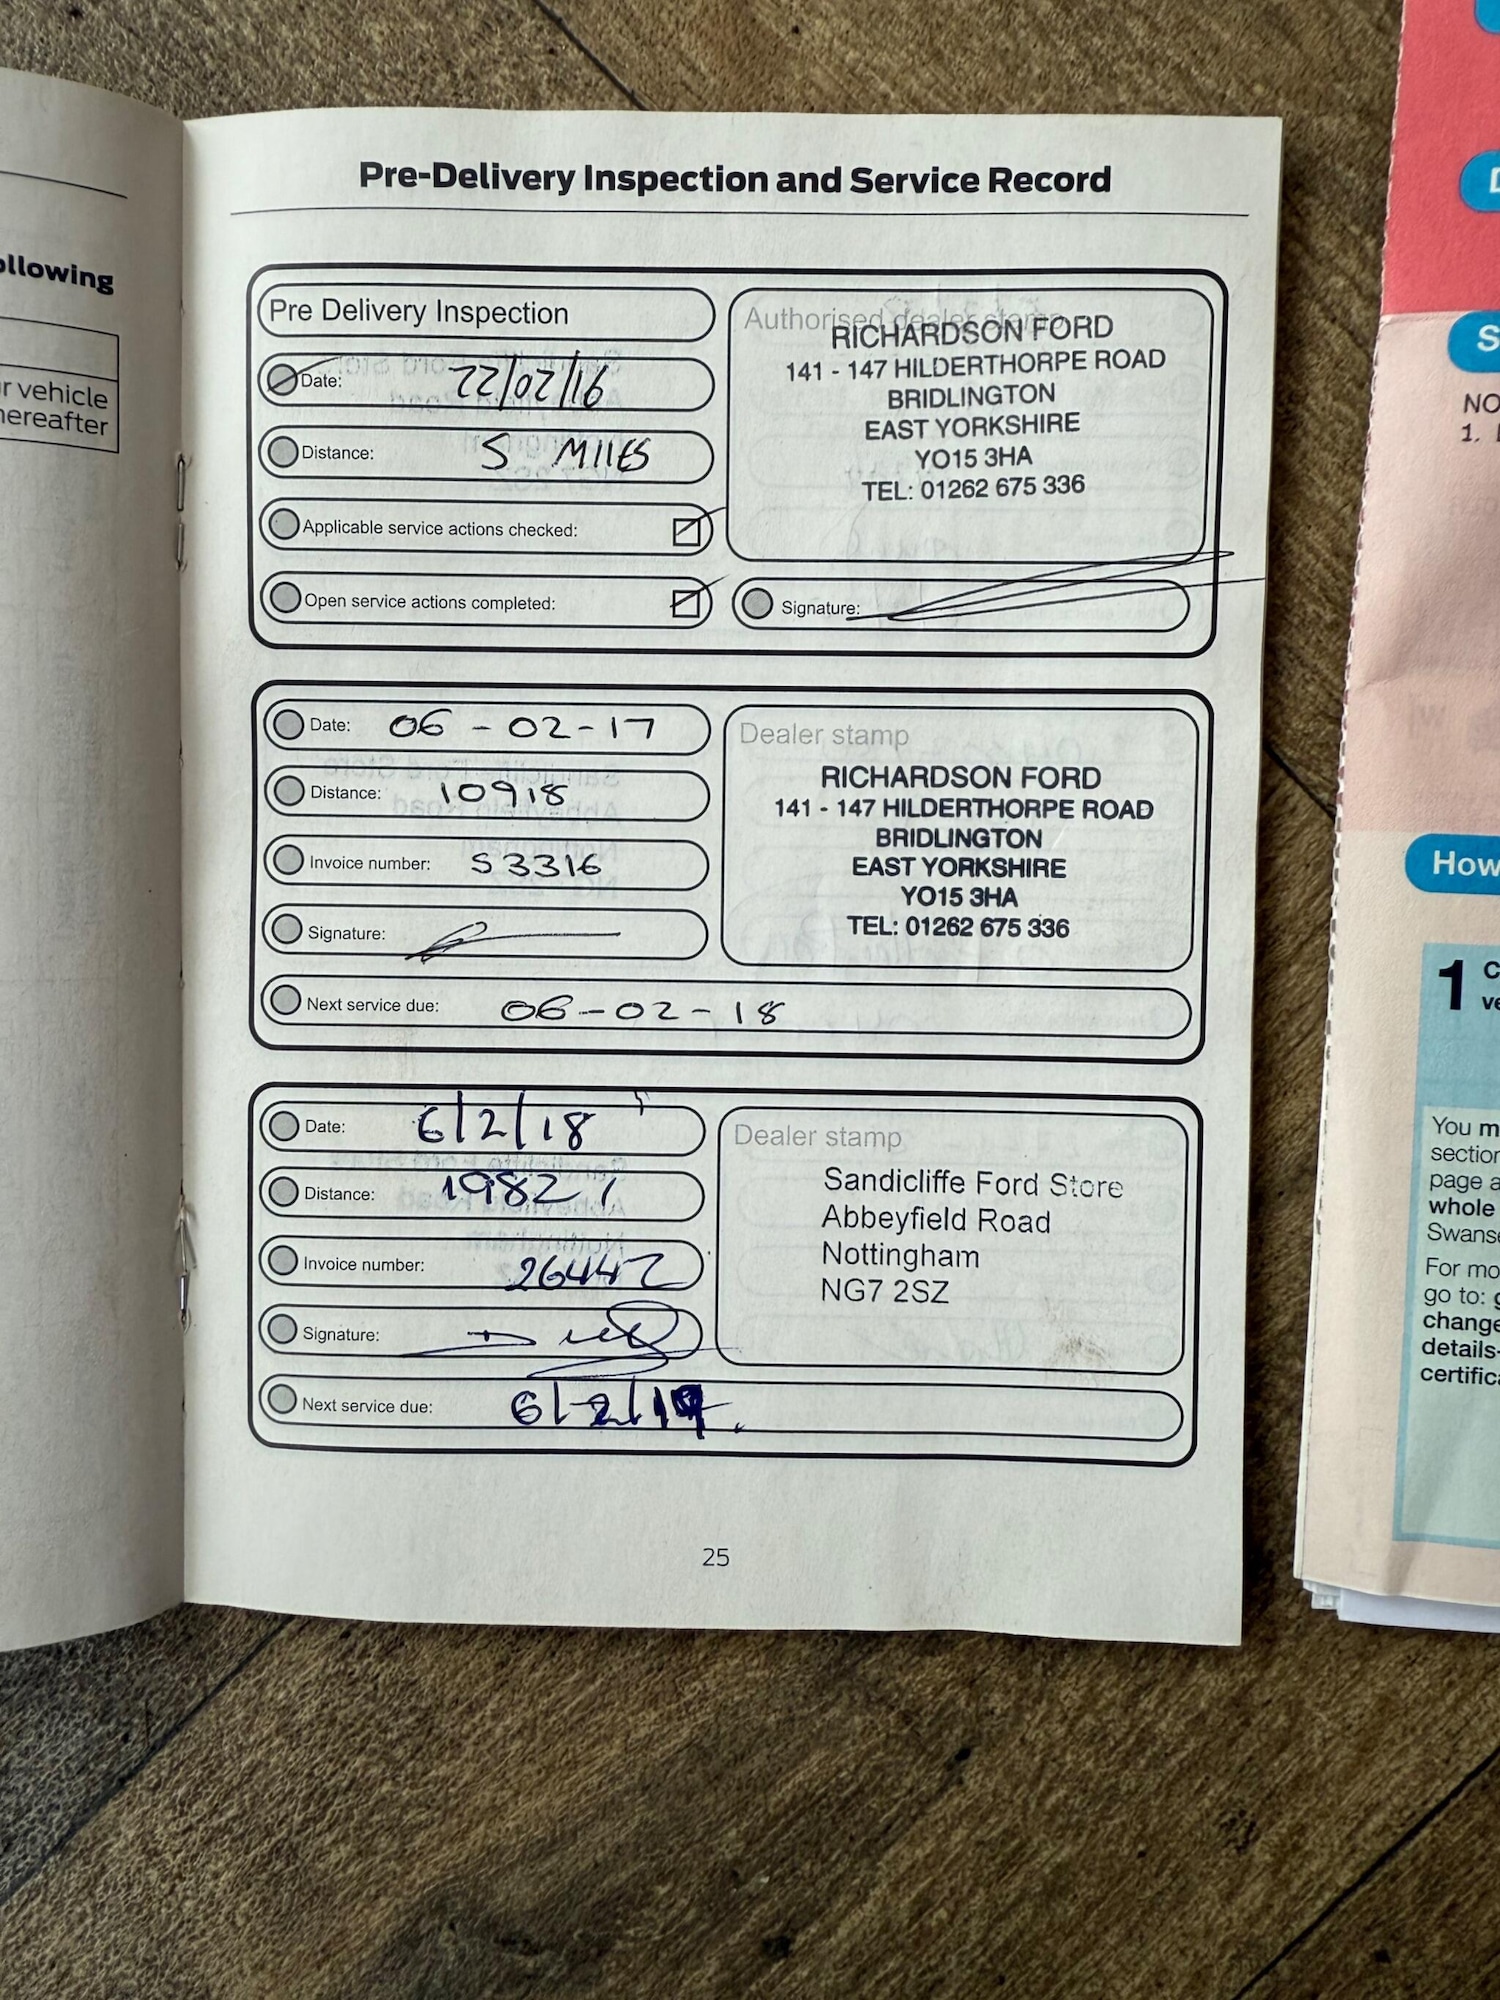 ollowing
r vehicle
hereafter
Pre-Delivery Inspection and Service Record
Pre Delivery Inspection
Date: 22/02/16
Distance: 5 MILES
Applicable service actions checked:
Open service actions completed:
Authorised dealer stamp
RICHARDSON FORD
141 - 147 HILDERTHORPE ROAD
BRIDLINGTON
EAST YORKSHIRE
YO15 3HA
TEL: 01262 675 336
Signature:
Date: 06-02-17
Distance: 10918
Invoice number: S3316
Signature:
Next service due: 06-02-18
Dealer stamp
RICHARDSON FORD
141 - 147 HILDERTHORPE ROAD
BRIDLINGTON
EAST YORKSHIRE
YO15 3HA
TEL: 01262 675 336
Date: 6/2/18
Distance: 19827
Invoice number: 26447
Signature:
Next service due: 6/2/19
Dealer stamp
Sandicliffe Ford Store
Abbeyfield Road
Nottingham
NG7 2SZ
25
D
S
NO
1.
How
1
C
ve
You m
section
page a
whole
Swanse
For mo
go to: g
change
details-
certifica